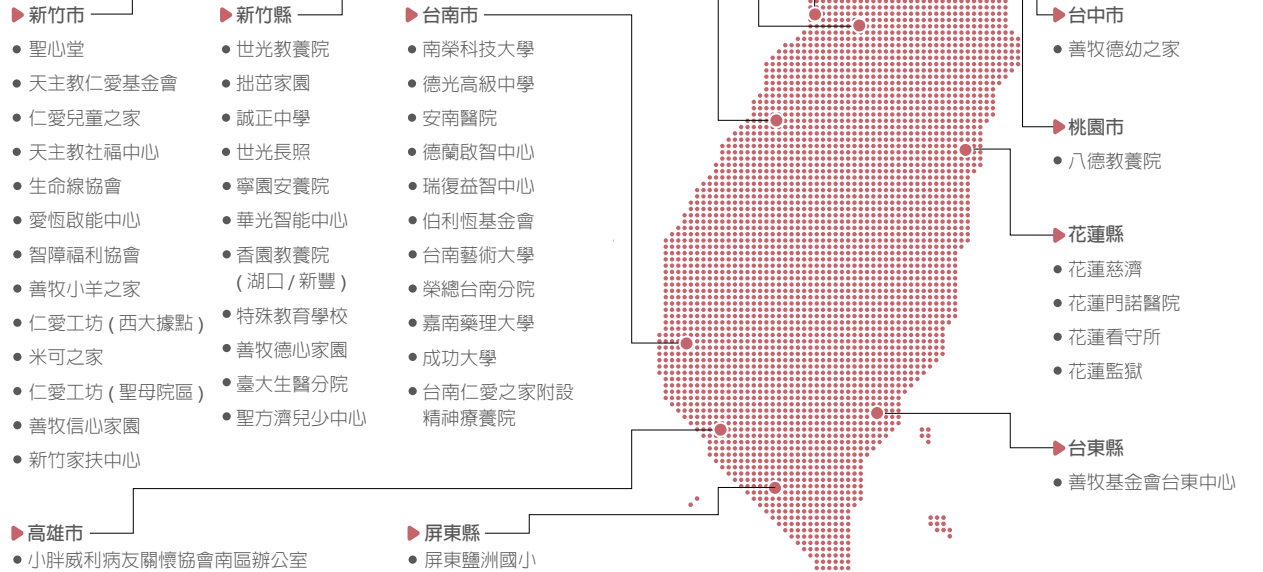 新竹市
聖心堂
天主教仁愛基金會
仁愛兒童之家
天主教社福中心
生命線協會
愛恆啟能中心
智障福利協會
善牧小羊之家
仁愛工坊 ( 西大據點 )
米可之家
仁愛工坊 ( 聖母院區 )
善牧信心家園
新竹家扶中心
新竹縣
世光教養院
拙茁家園
誠正中學
世光長照
寧園安養院
華光智能中心
香園教養院
( 湖口 / 新豐 )
特殊教育學校
善牧德心家園
臺大生醫分院
聖方濟兒少中心
台南市
南榮科技大學
德光高級中學
安南醫院
德蘭啟智中心
瑞復益智中心
伯利恆基金會
台南藝術大學
榮總台南分院
嘉南藥理大學
成功大學
台南仁愛之家附設
精神療養院
台中市
善牧德幼之家
桃園市
八德教養院
花蓮縣
花蓮慈濟
花蓮門諾醫院
花蓮看守所
花蓮監獄
台東縣
善牧基金會台東中心
高雄市
小胖威利病友關懷協會南區辦公室
屏東縣
屏東鹽洲國小